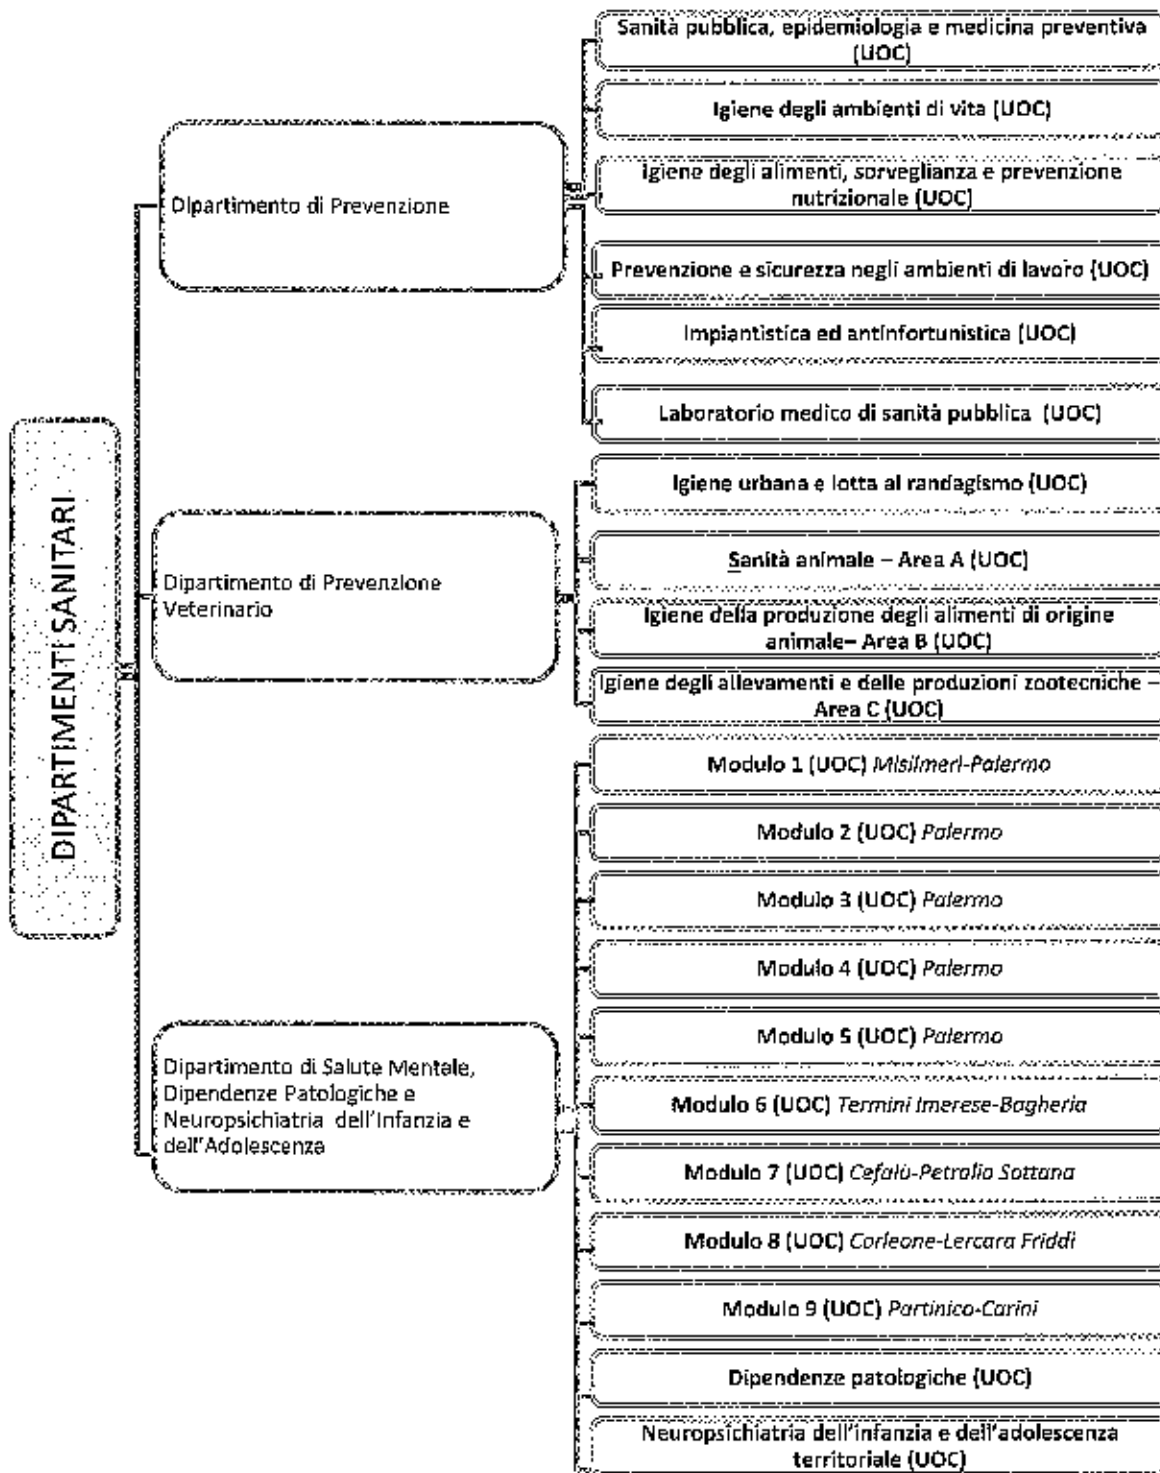 DIPARTIMENTI SANITARI
Dipartimento di Prevenzione
Sanità pubblica, epidemiologia e medicina preventiva
(UOC)
Igiene degli ambienti di vita (UOC)
Igiene degli alimenti, sorveglianza e prevenzione
nutrizionale (UOC)
Prevenzione e sicurezza negli ambienti di lavoro (UOC)
Impiantistica ed antinfortunistica (UOC)
Laboratorio medico di sanità pubblica (UOC)
Dipartimento di Prevenzione
Veterinario
Igiene urbana e lotta al randagismo (UOC)
Sanità animale – Area A (UOC)
Igiene della produzione degli alimenti di origine
animale– Area B (UOC)
Igiene degli allevamenti e delle produzioni zootecniche –
Area C (UOC)
Dipartimento di Salute Mentale,
Dipendenze Patologiche e
Neuropsichiatria dell'Infanzia e
dell'Adolescenza
Modulo 1 (UOC) Misilmeri-Palermo
Modulo 2 (UOC) Palermo
Modulo 3 (UOC) Palermo
Modulo 4 (UOC) Palermo
Modulo 5 (UOC) Palermo
Modulo 6 (UOC) Termini Imerese-Bagheria
Modulo 7 (UOC) Cefalù-Petralia Sottana
Modulo 8 (UOC) Corleone-Lercara Friddi
Modulo 9 (UOC) Partinico-Carini
Dipendenze patologiche (UOC)
Neuropsichiatria dell'infanzia e dell'adolescenza
territoriale (UOC)